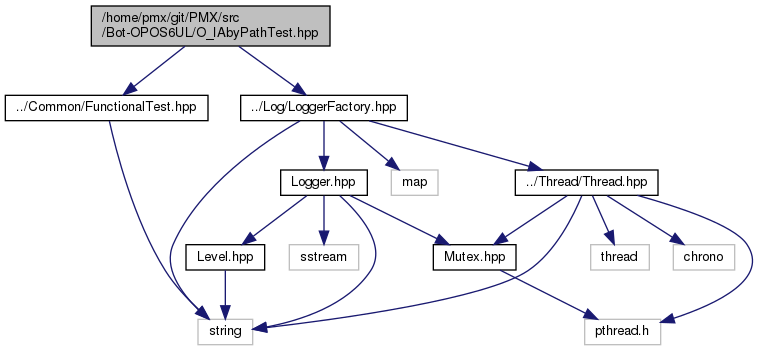 /home/pmx/git/PMX/src
/Bot-OPOS6UL/O_IAbyPathTest.hpp
../Common/FunctionalTest.hpp
../Log/LoggerFactory.hpp
Logger.hpp
map
../Thread/Thread.hpp
Level.hpp
sstream
Mutex.hpp
thread
chrono
string
pthread.h